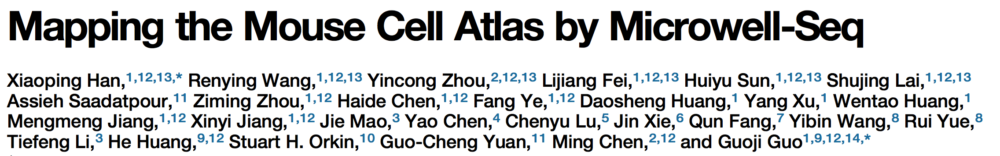 Mapping the Mouse Cell Atlas by Microwell-Seq
Xiaoping Han,1,12,13,* Renying Wang,1,12,13 Yincong Zhou,2,12,13 Lijiang Fei,1,12,13 Huiyu Sun,1,12,13 Shujing Lai,1,12,13
Assieh Saadatpour,11 Ziming Zhou,1,12 Haide Chen,1,12 Fang Ye,1,12 Daosheng Huang,1 Yang Xu,1 Wentao Huang,1
Mengmeng Jiang,1,12 Xinyi Jiang,1,12 Jie Mao,3 Yao Chen,4 Chenyu Lu,5 Jin Xie,6 Qun Fang,7 Yibin Wang,8 Rui Yue,8
Tiefeng Li,3 He Huang,9,12 Stuart H. Orkin,10 Guo-Cheng Yuan,11 Ming Chen,2,12 and Guoji Guo1,9,12,14,*